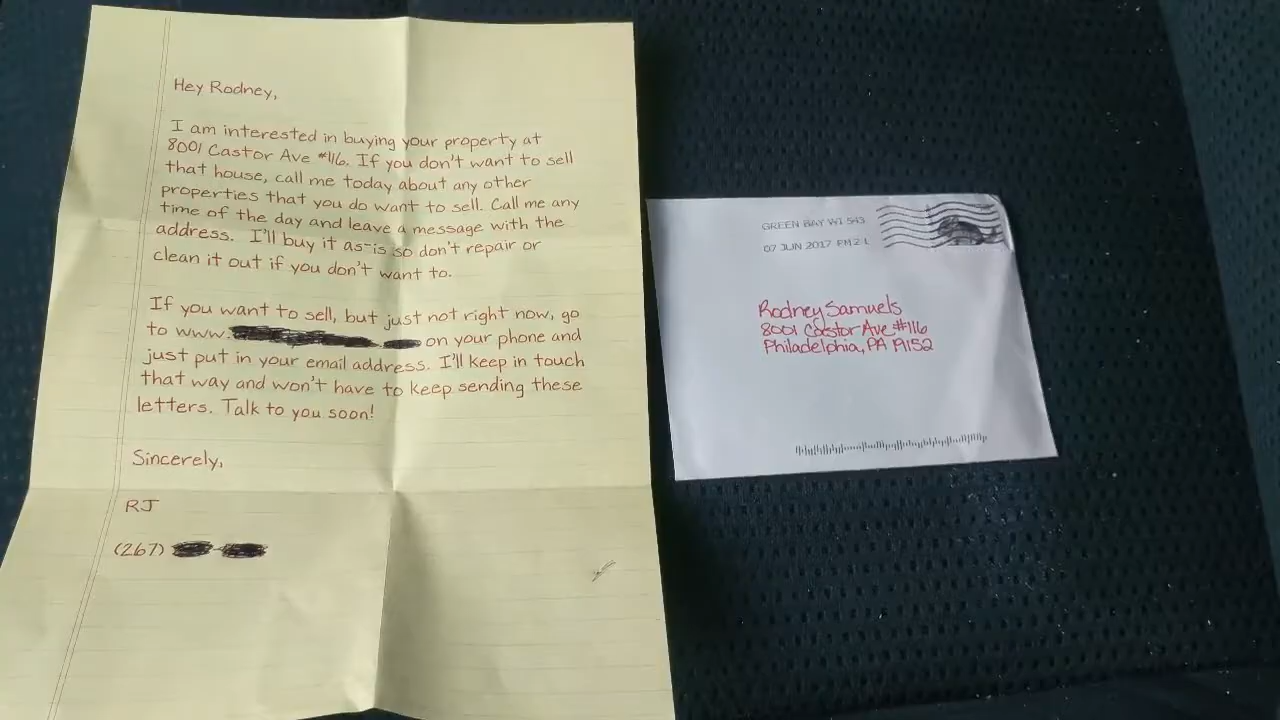 Hey Rodney,
I am interested in buying your property at
8001 Castor Ave #116. If you don't want to sell
that house, call me today about any other
properties that you do want to sell. Call me any
time of the day and leave a message with the
address. I'll buy it as-is so don't repair or
clean it out if you don't want to.
If you want to sell, but just not right now, go
to www. on your phone and
just put in your email address. I'll keep in touch
that way and won't have to keep sending these
letters. Talk to you soon!
Sincerely,
RJ
(267)
GREEN BAY WI 543
07 JUN 2017 PM 2 L
Rodney Samuels
8001 Castor Ave #116
Philadelphia, PA 19152